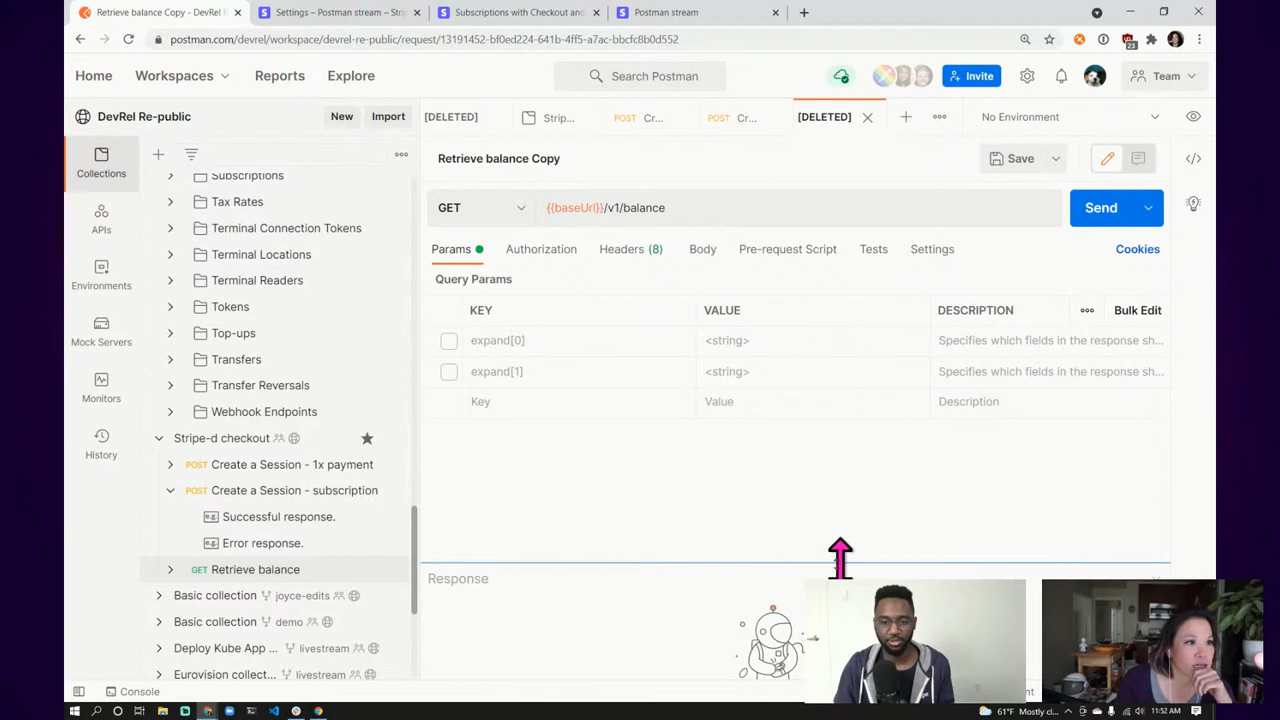 Retrieve balance Copy - DevRel R
Settings – Postman stream – Stri
Subscriptions with Checkout and
Postman stream
postman.com/devrel/workspace/devrel-re-public/request/13191452-bf0ed224-641b-4ff5-a7ac-bbcfc8b0d552
23
Home
Workspaces
Reports
Explore
Search Postman
Invite
Team
DevRel Re-public
New
Import
[DELETED]
Strip...
POST Cr...
POST Cr...
[DELETED]
No Environment
Collections
APIs
Environments
Mock Servers
Monitors
History
Subscriptions
Tax Rates
Terminal Connection Tokens
Terminal Locations
Terminal Readers
Tokens
Top-ups
Transfers
Transfer Reversals
Webhook Endpoints
Stripe-d checkout
POST Create a Session - 1x payment
POST Create a Session - subscription
e.g. Successful response.
e.g. Error response.
GET Retrieve balance
Basic collection joyce-edits
Basic collection demo
Deploy Kube App ... livestream
Eurovision collect... livestream
Retrieve balance Copy
Save
GET
{{baseUrl}}/v1/balance
Send
Params
Authorization
Headers (8)
Body
Pre-request Script
Tests
Settings
Cookies
Query Params
KEY
VALUE
DESCRIPTION
Bulk Edit
expand[0]
<string>
Specifies which fields in the response sh...
expand[1]
<string>
Specifies which fields in the response sh...
Key
Value
Description
Response
Console
61°F Mostly cl...
11:52 AM